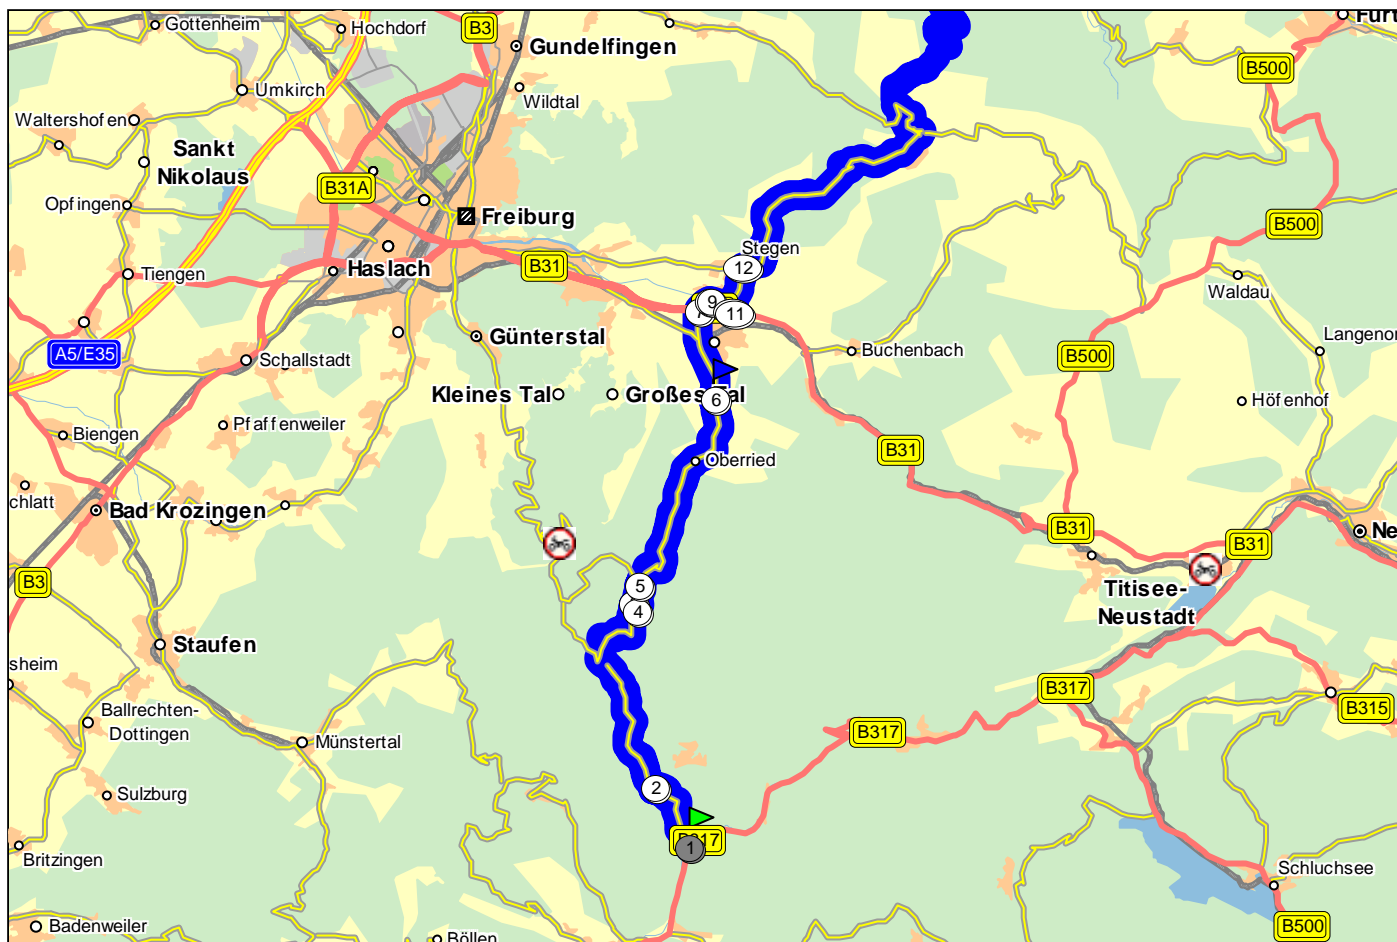 Gottenheim
Hochdorf
B3
Gundelfingen
B500
Umkirch
Wildtal
Waltershofen
Sankt
Nikolaus
B31A
Opfingen
Freiburg
B500
Stegen
12
Haslach
B31
Tiengen
Waldau
9
11
A5/E35
Schallstadt
Günterstal
Buchenbach
B500
Langenor
Kleines Tal
Großes Tal
6
Höfenhof
Pfaffenweiler
Biengen
B31
Oberried
chlatt
Bad Krozingen
B31
B31
Ne
B3
5
4
Titisee-
Neustadt
Staufen
sheim
B317
B315
Ballrechten-
Dottingen
Münstertal
B317
Sulzburg
2
1
Britzingen
Schluchsee
Badenweiler
Böllen
B500